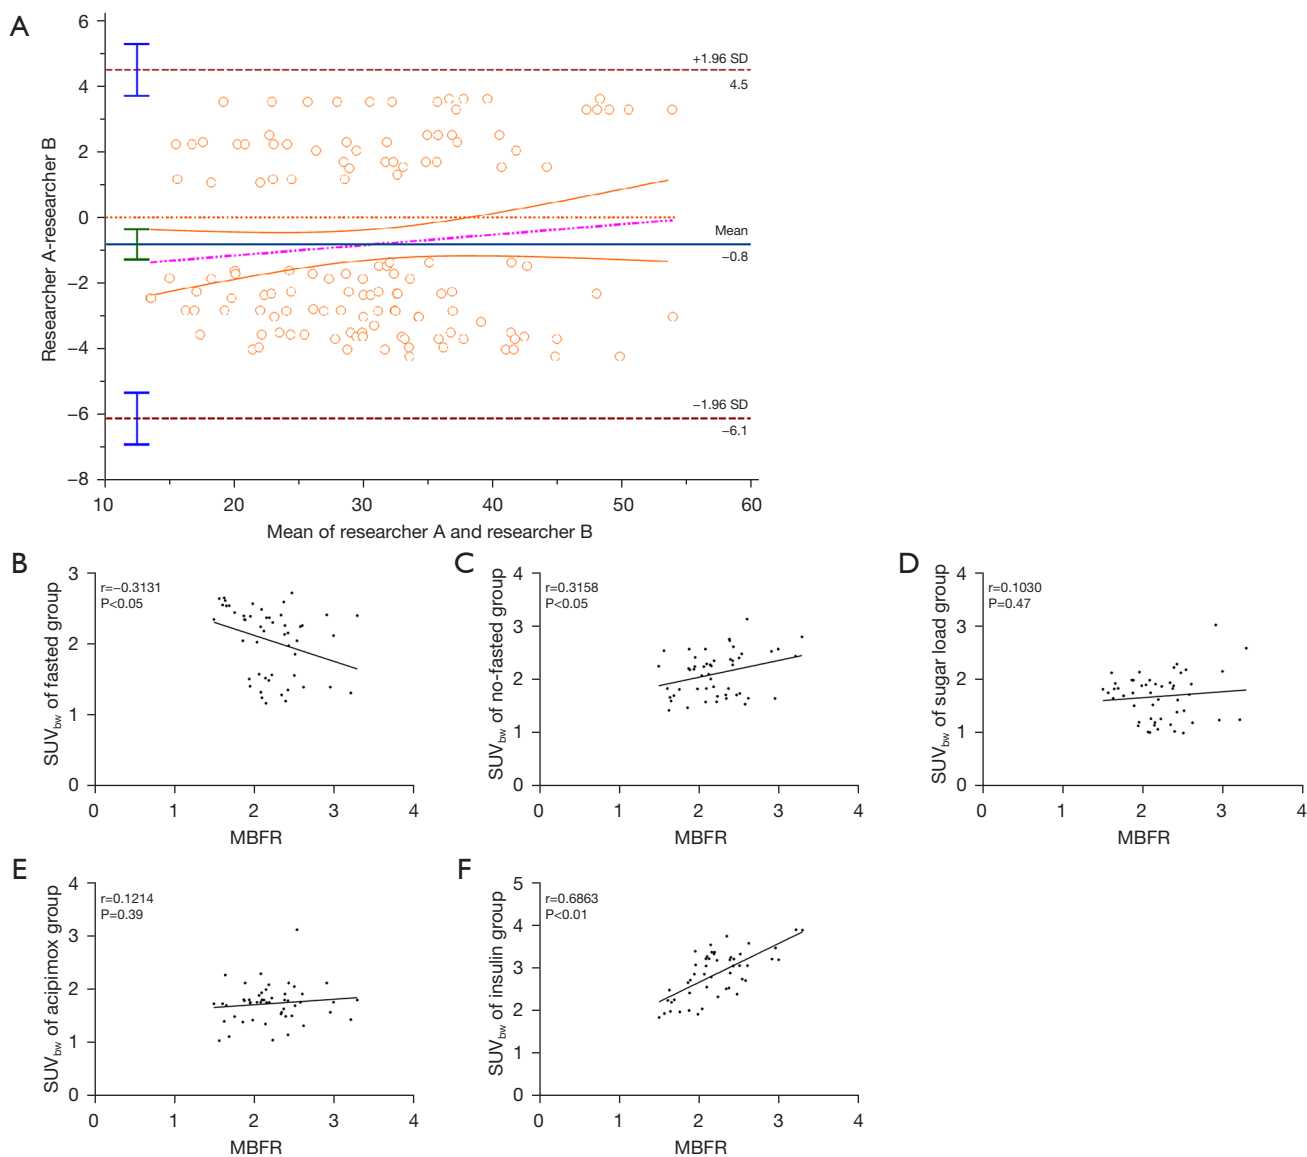 A
6
4
2
0
−2
−4
−6
−8
Researcher A-researcher B
+1.96 SD
4.5
Mean
−0.8
−1.96 SD
−6.1
10
20
30
40
50
60
Mean of researcher A and researcher B
B
r=−0.3131
P<0.05
SUVbw of fasted group
3
2
1
0
0
1
2
3
4
MBFR
C
r=0.3158
P<0.05
SUVbw of no-fasted group
4
3
2
1
0
0
1
2
3
4
MBFR
D
r=0.1030
P=0.47
SUVbw of sugar load group
4
3
2
1
0
0
1
2
3
4
MBFR
E
r=0.1214
P=0.39
SUVbw of acipimox group
4
3
2
1
0
0
1
2
3
4
MBFR
F
r=0.6863
P<0.01
SUVbw of insulin group
5
4
3
2
1
0
0
1
2
3
4
MBFR